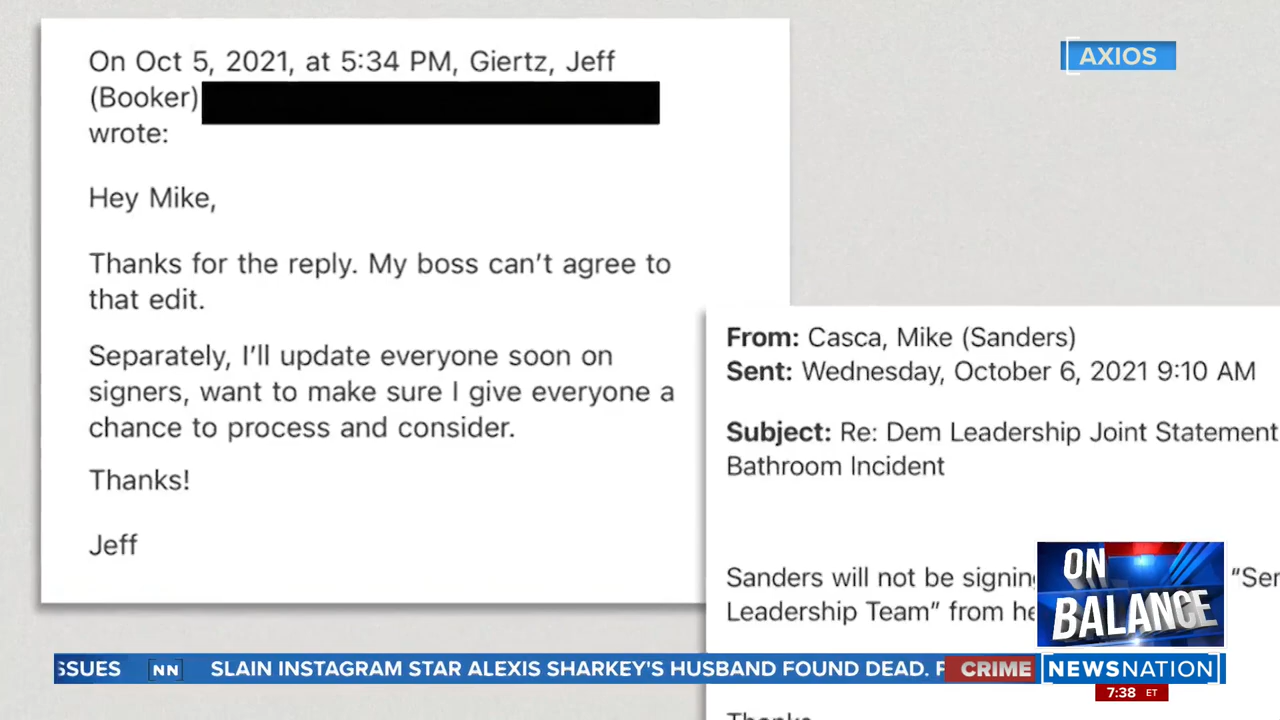 AXIOS
On Oct 5, 2021, at 5:34 PM, Giertz, Jeff
(Booker)
wrote:
Hey Mike,
Thanks for the reply. My boss can't agree to
that edit.
Separately, I'll update everyone soon on
signers, want to make sure I give everyone a
chance to process and consider.
Thanks!
Jeff
From: Casca, Mike (Sanders)
Sent: Wednesday, October 6, 2021 9:10 AM
Subject: Re: Dem Leadership Joint Statement
Bathroom Incident
Sanders will not be
Leadership Team” from
ON
BALANCE
NN SLAIN INSTAGRAM STAR ALEXIS SHARKEY'S HUSBAND FOUND DEAD. CRIME NEWSNATION
7:38 ET